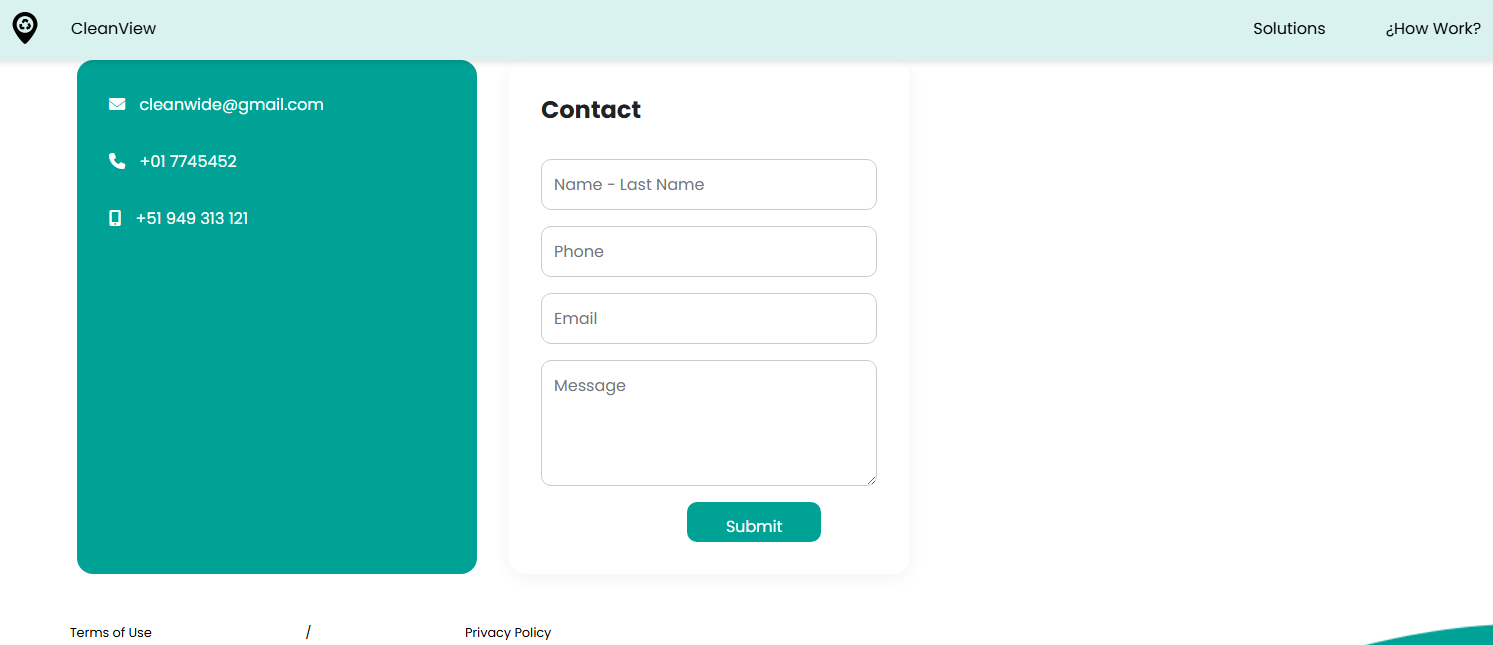 CleanView
Solutions
¿How Work?
cleanwide@gmail.com
+01 7745452
+51 949 313 121
Contact
Name - Last Name
Phone
Email
Message
Submit
Terms of Use / Privacy Policy